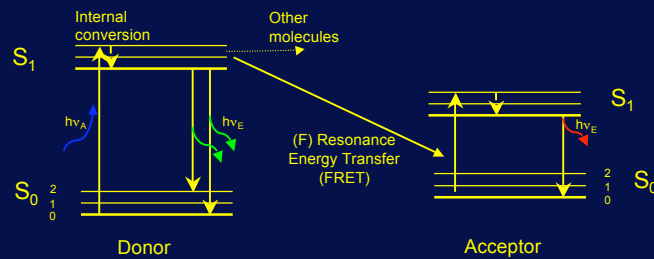 Internal
conversion
Other
molecules
S1
S1
hνA
hνE
hνE
(F) Resonance
Energy Transfer
(FRET)
S0
2
1
0
2
1
0
S0
Donor
Acceptor